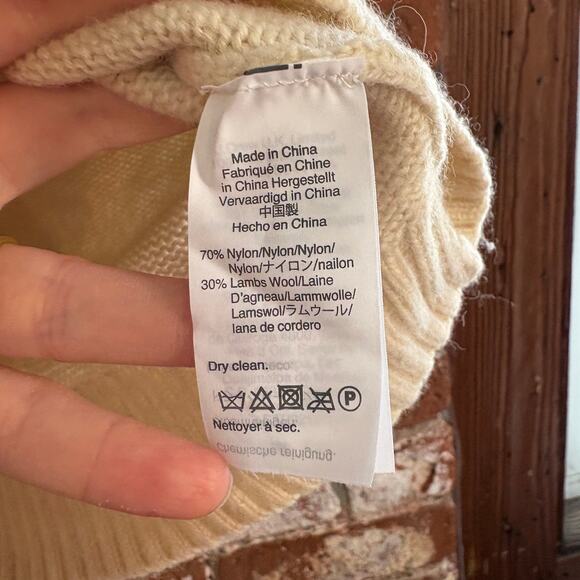 Made in China
Fabriqué en Chine
in China Hergestellt
Vervaardigd in China
中国製
Hecho en China
70% Nylon/Nylon/Nylon/
Nylon/ナイロン/nailon
30% Lambs Wool/Laine
D'agneau/Lammwolle/
Lamswol/ラムウール/
lana de cordero
Dry clean.
P
Nettoyer à sec.
Chemische reinigung.